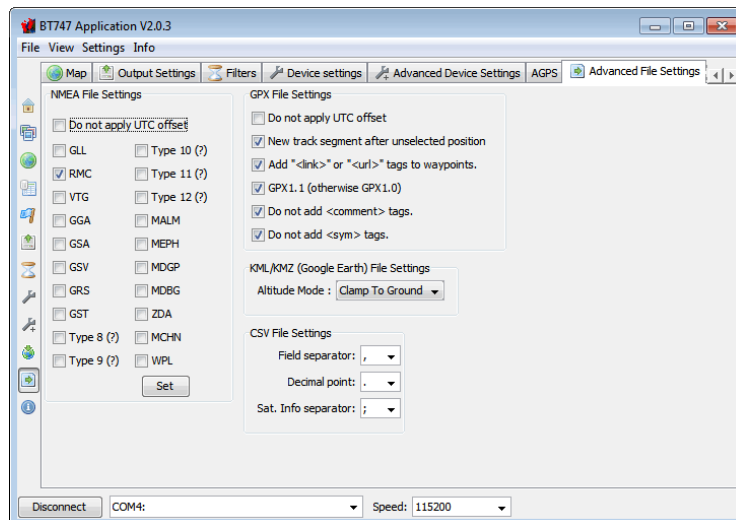 BT747 Application V2.0.3
File View Settings Info
Map Output Settings Filters Device settings Advanced Device Settings AGPS Advanced File Settings
NMEA File Settings
Do not apply UTC offset
GLL Type 10 (?)
RMC Type 11 (?)
VTG Type 12 (?)
GGA MALM
GSA MEPH
GSV MDGP
GRS MDBG
GST ZDA
Type 8 (?) MCHN
Type 9 (?) WPL
Set
GPX File Settings
Do not apply UTC offset
New track segment after unselected position
Add "<link>" or "<url>" tags to waypoints.
GPX1.1 (otherwise GPX1.0)
Do not add <comment> tags.
Do not add <sym> tags.
KML/KMZ (Google Earth) File Settings
Altitude Mode : Clamp To Ground
CSV File Settings
Field separator: ,
Decimal point: .
Sat. Info separator: ;
Disconnect COM4: Speed: 115200